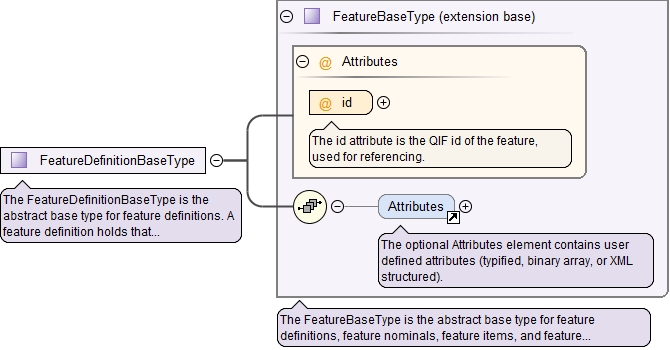 FeatureBaseType (extension base)
@ Attributes
@ id
The id attribute is the QIF id of the feature,
used for referencing.
FeatureDefinitionBaseType
The FeatureDefinitionBaseType is the
abstract base type for feature definitions. A
feature definition holds that...
Attributes
The optional Attributes element contains user
defined attributes (typified, binary array, or XML
structured).
The FeatureBaseType is the abstract base type for feature
definitions, feature nominals, feature items, and feature...